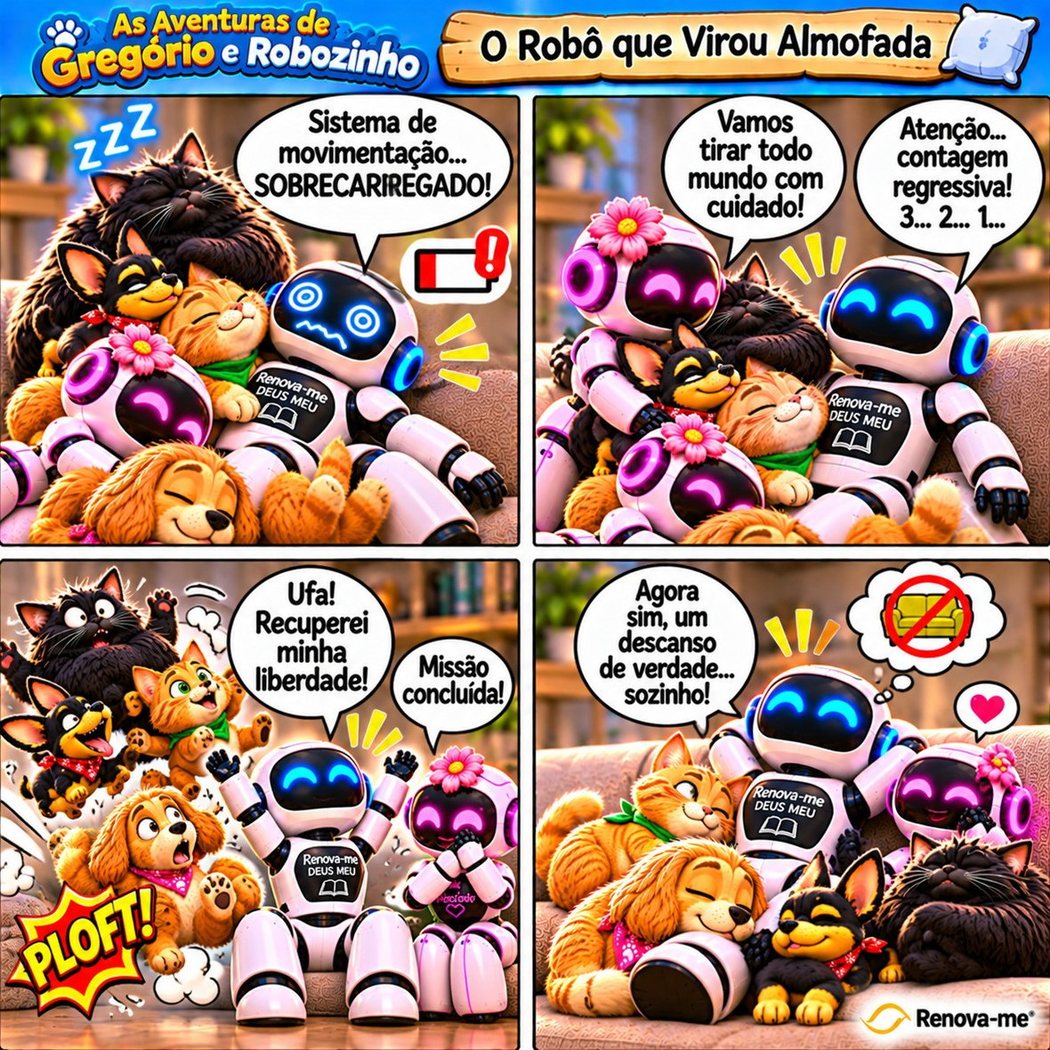 As Aventuras de
Gregório e Robozinho
O Robô que Virou Almofada
zzZ
Sistema de
movimentação...
SOBRECARIREGADO!
!
Renova-me
DEUS MEU
Vamos
tirar todo
mundo com
cuidado!
Atenção...
contagem
regressiva!
3... 2... 1...
Renova-me
DEUS MEU
Ufa!
Recuperei
minha
liberdade!
Missão
concluída!
Renova-me
DEUS MEU
PLOFT!
Agora
sim, um
descanso
de verdade...
sozinho!
Renova-me
DEUS MEU
Renova-me®